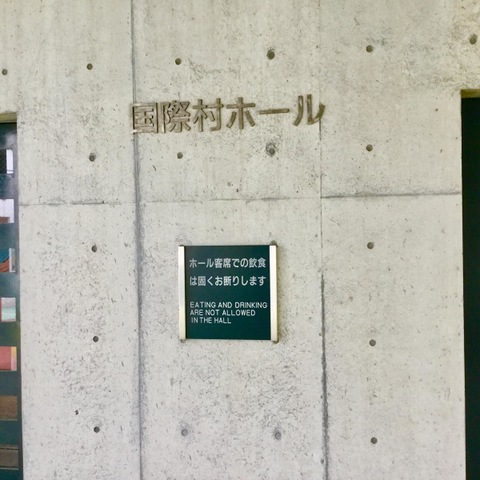 国際村ホール
ホール客席での飲食
は固くお断りします
EATING AND DRINKING
ARE NOT ALLOWED
IN THE HALL